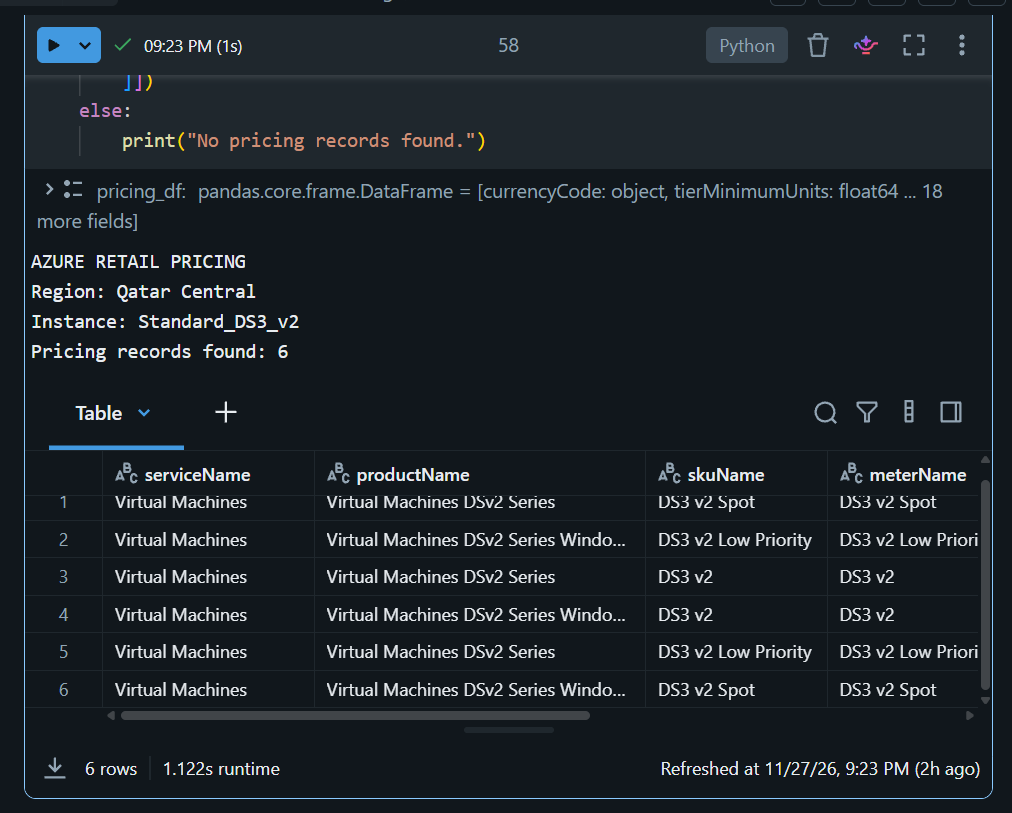 09:23 PM (1s)
58
Python
]])
else:
print("No pricing records found.")
pricing_df: pandas.core.frame.DataFrame = [currencyCode: object, tierMinimumUnits: float64 ... 18
more fields]
AZURE RETAIL PRICING
Region: Qatar Central
Instance: Standard_DS3_v2
Pricing records found: 6
Table
serviceName productName skuName meterName
1 Virtual Machines Virtual Machines DSv2 Series DS3 v2 Spot DS3 v2 Spot
2 Virtual Machines Virtual Machines DSv2 Series Windo... DS3 v2 Low Priority DS3 v2 Low Priori
3 Virtual Machines Virtual Machines DSv2 Series DS3 v2 DS3 v2
4 Virtual Machines Virtual Machines DSv2 Series Windo... DS3 v2 DS3 v2
5 Virtual Machines Virtual Machines DSv2 Series DS3 v2 Low Priority DS3 v2 Low Priori
6 Virtual Machines Virtual Machines DSv2 Series Windo... DS3 v2 Spot DS3 v2 Spot
6 rows 1.122s runtime Refreshed at 11/27/26, 9:23 PM (2h ago)